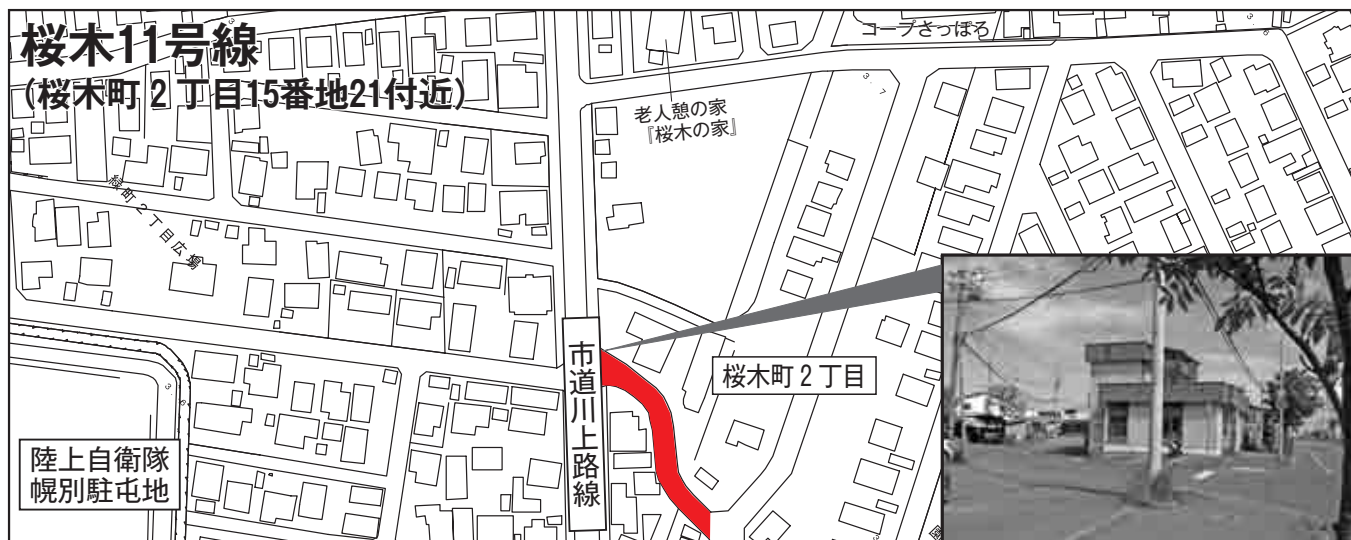 桜木11号線
(桜木町２丁目15番地21付近)
コープさっぽろ
老人憩の家
『桜木の家』
緑町２丁目広場
市道川上路線
桜木町２丁目
陸上自衛隊
幌別駐屯地